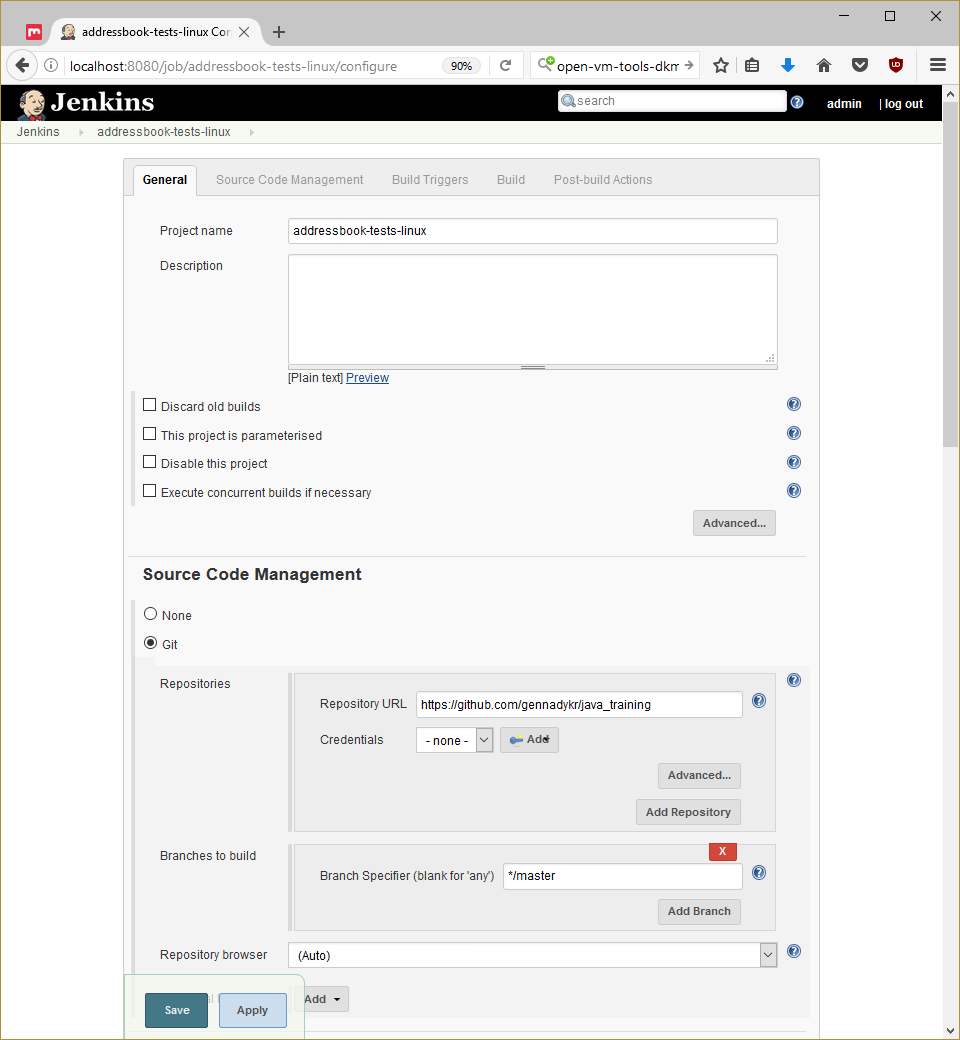 addressbook-tests-linux Con
localhost:8080/job/addressbook-tests-linux/configure 90% open-vm-tools-dkm
Jenkins search admin | log out
Jenkins addressbook-tests-linux
General Source Code Management Build Triggers Build Post-build Actions
Project name addressbook-tests-linux
Description
[Plain text] Preview
Discard old builds
This project is parameterised
Disable this project
Execute concurrent builds if necessary
Advanced...
Source Code Management
None
Git
Repositories
Repository URL https://github.com/gennadykr/java_training
Credentials - none - Add
Advanced...
Add Repository
Branches to build X
Branch Specifier (blank for 'any') */master
Add Branch
Repository browser (Auto)
Save Apply Add